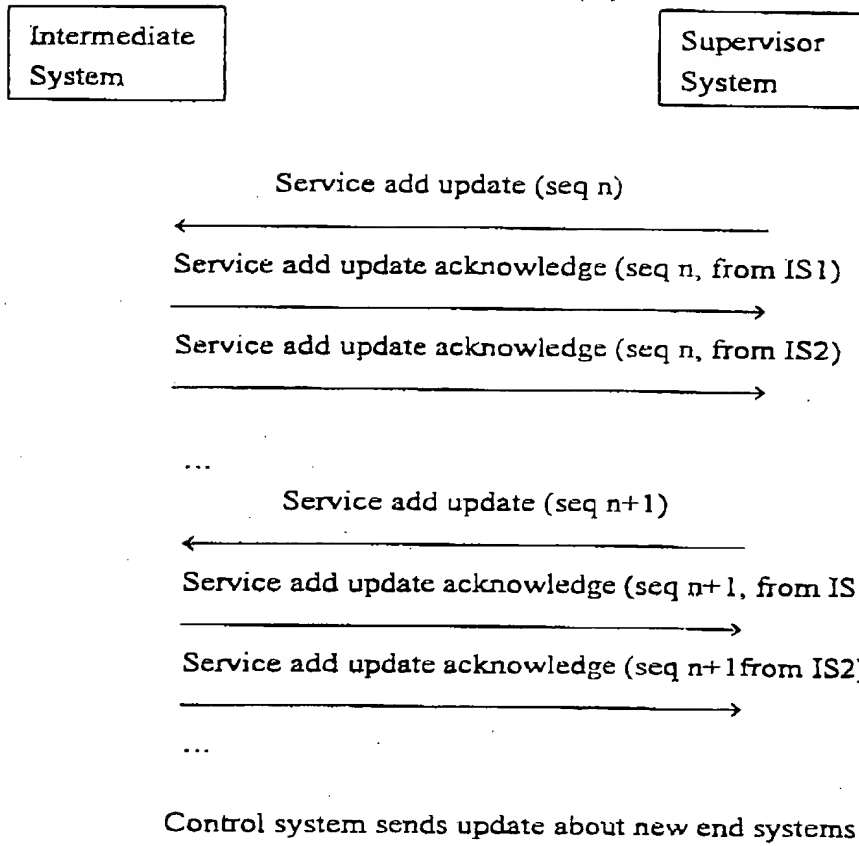 Intermediate
System
Supervisor
System
Service add update (seq n)
Service add update acknowledge (seq n, from IS1)
Service add update acknowledge (seq n, from IS2)
...
Service add update (seq n+1)
Service add update acknowledge (seq n+1, from IS
Service add update acknowledge (seq n+1from IS2)
...
Control system sends update about new end systems